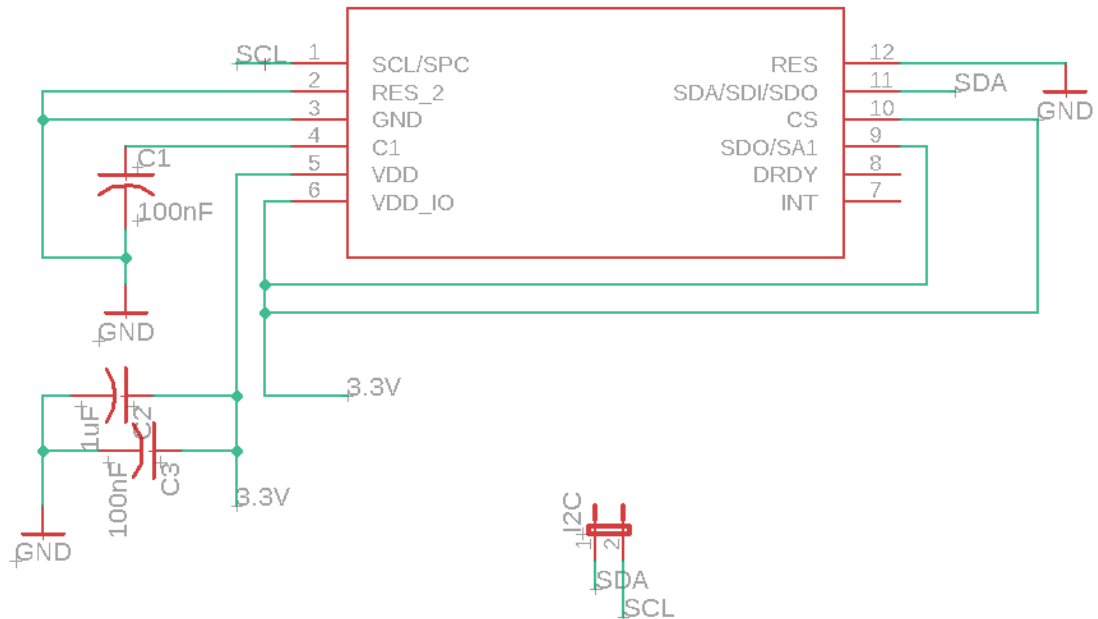 SCL
1
SCL/SPC
2
RES_2
3
GND
4
C1
5
VDD
6
VDD_IO
RES
12
SDA/SDI/SDO
11
CS
10
SDO/SA1
9
DRDY
8
INT
7
SDA
GND
C1
100nF
GND
3.3V
1uF
C2
100nF
C3
3.3V
GND
I2C
1
2
SDA
SCL